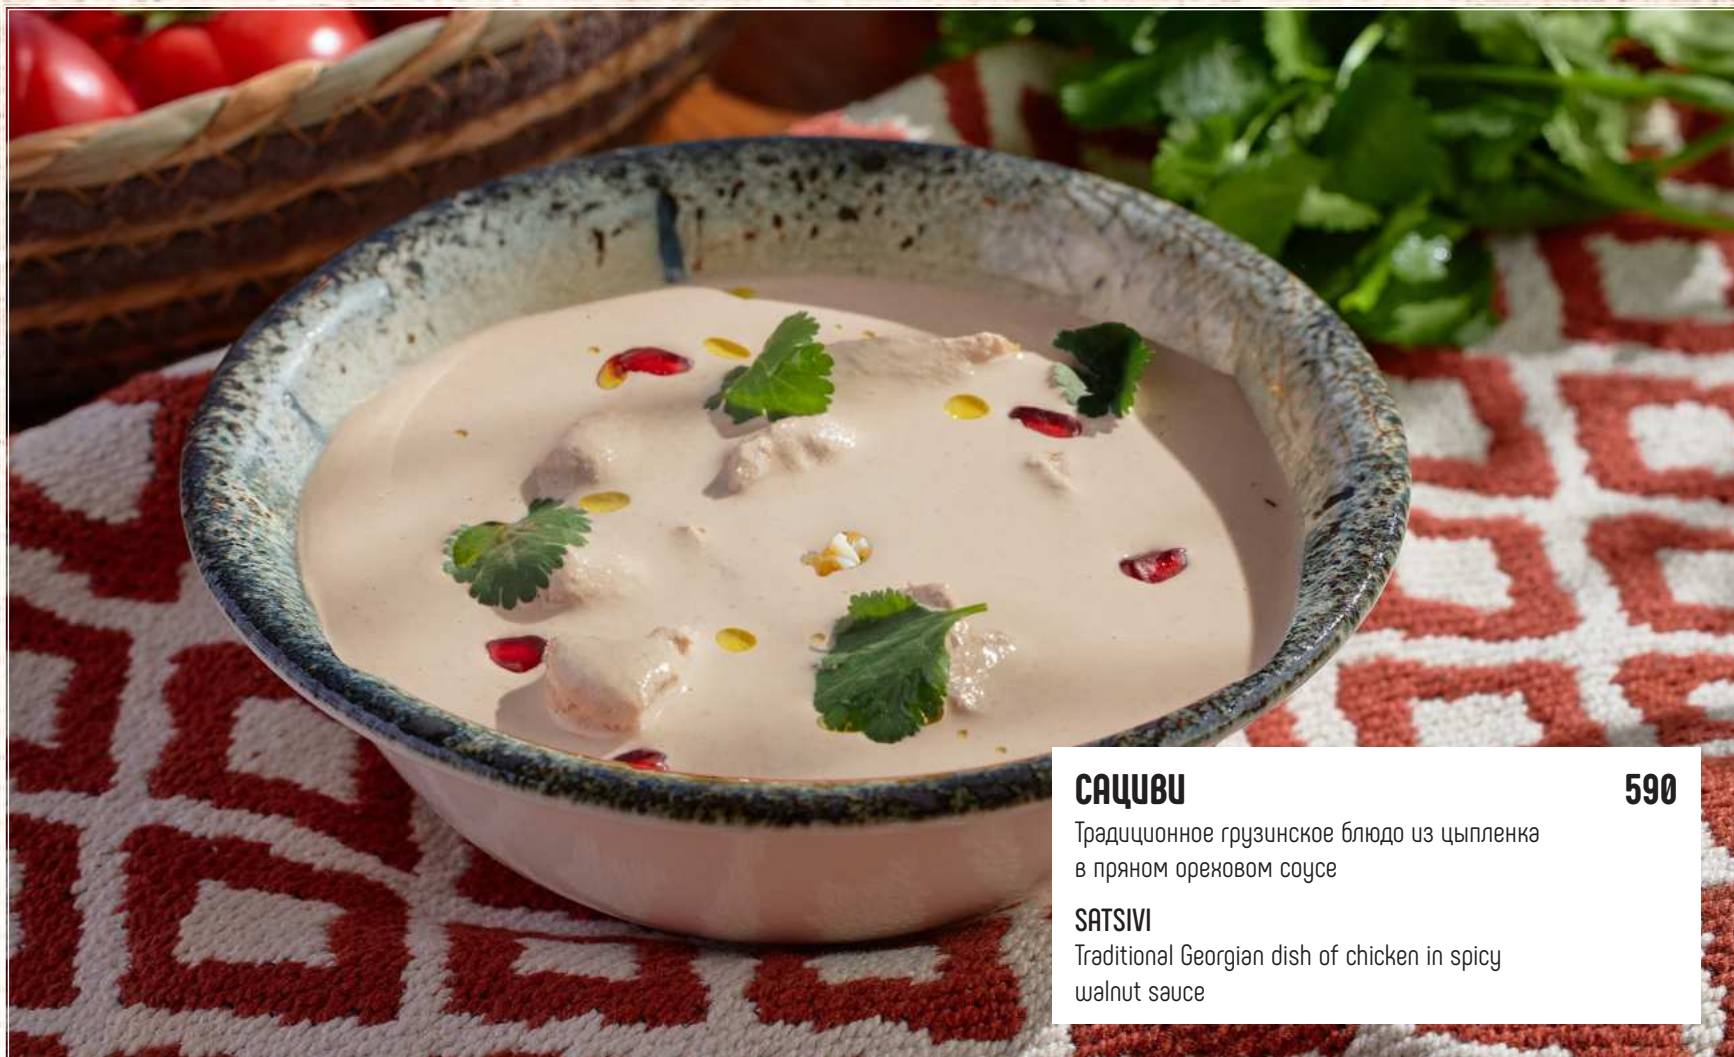 САЦИВИ 590
Традиционное грузинское блюдо из цыпленка
в пряном ореховом соусе
SATSIVI
Traditional Georgian dish of chicken in spicy
walnut sauce